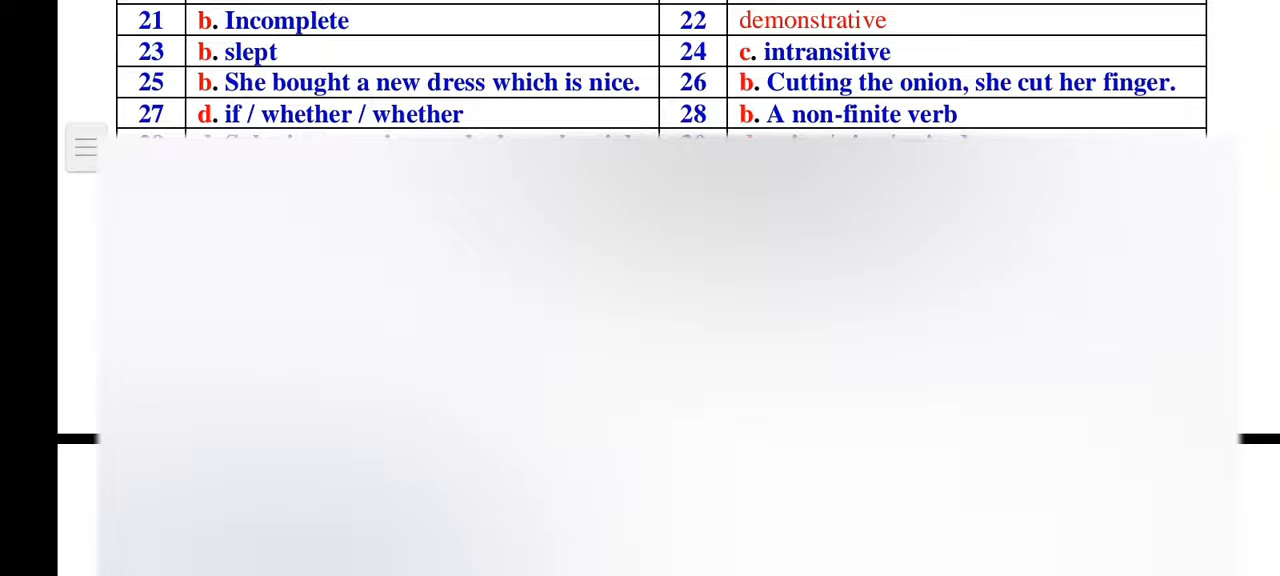 21 b. Incomplete 22 demonstrative
23 b. slept 24 c. intransitive
25 b. She bought a new dress which is nice. 26 b. Cutting the onion, she cut her finger.
27 d. if / whether / whether 28 b. A non-finite verb